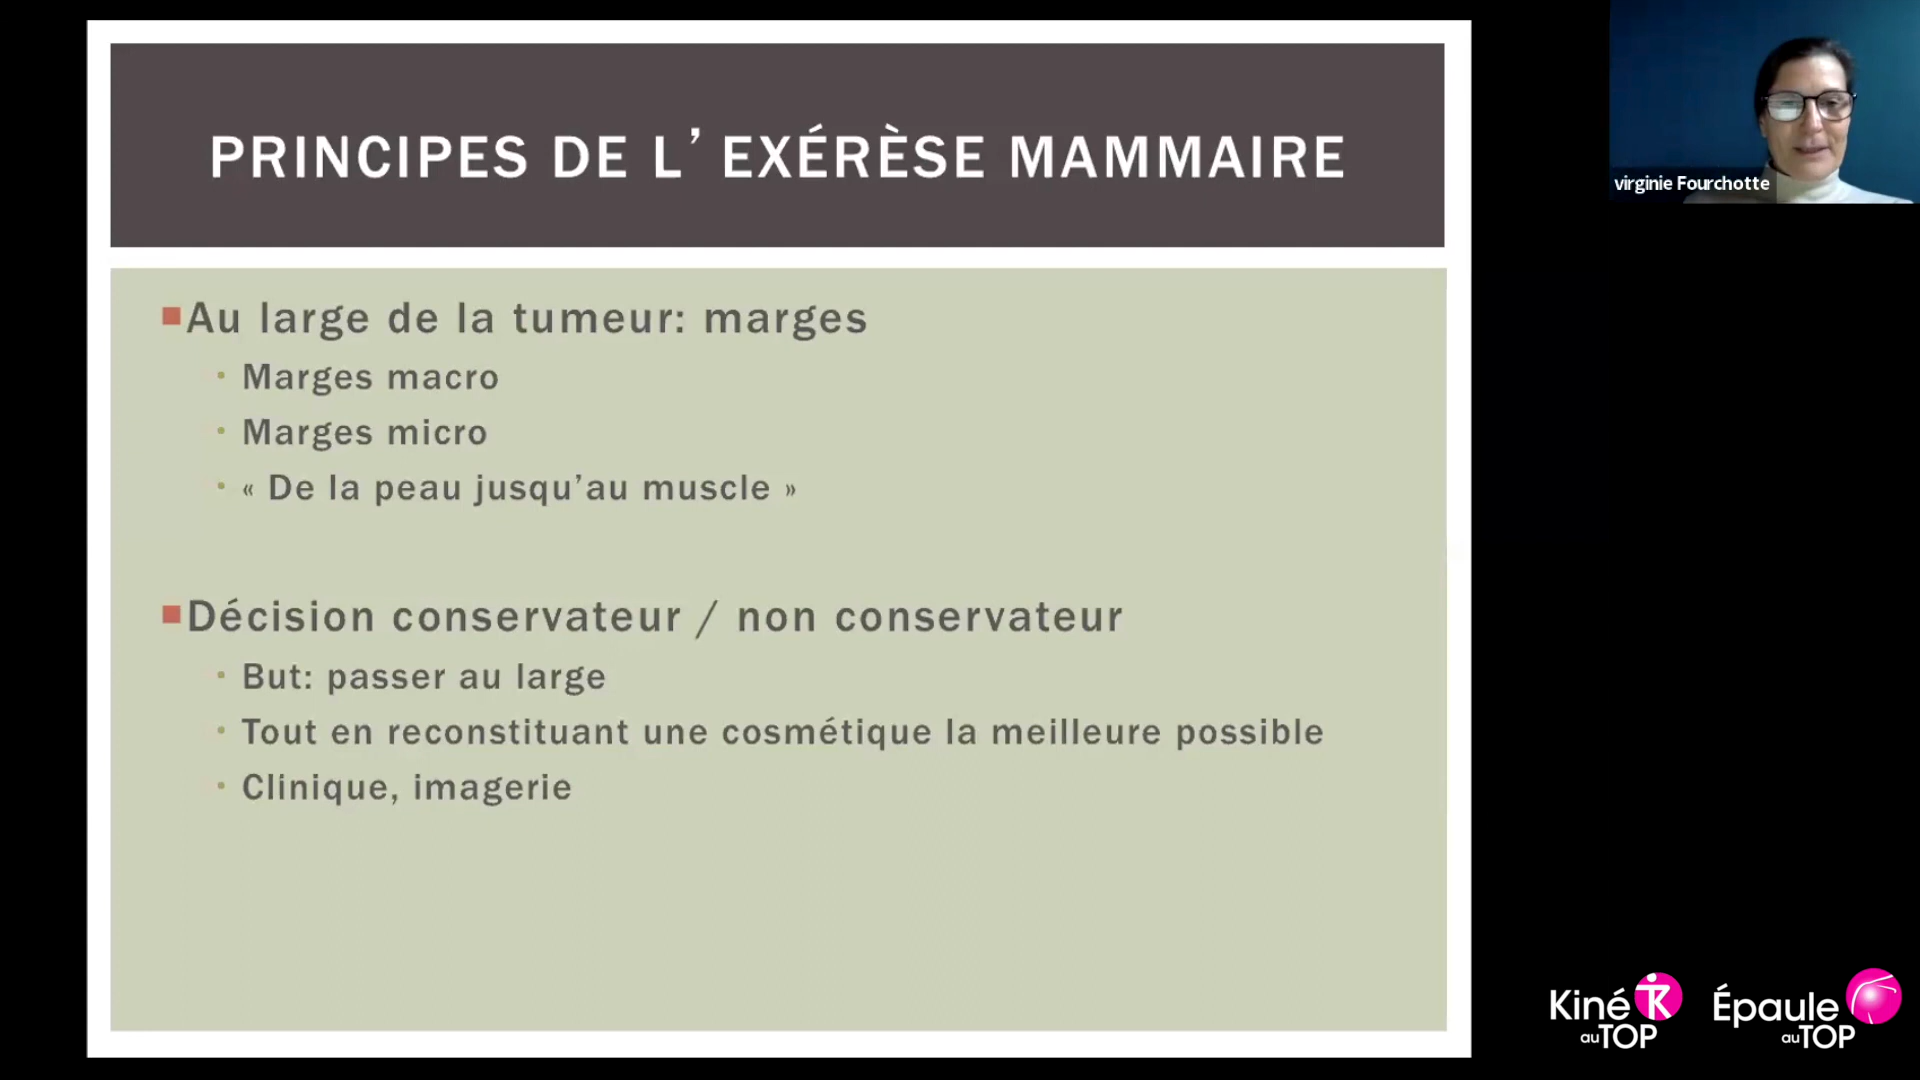 PRINCIPES DE L’EXÉRÈSE MAMMAIRE
virginie Fourchotte
Au large de la tumeur: marges
Marges macro
Marges micro
« De la peau jusqu’au muscle »
Décision conservateur / non conservateur
But: passer au large
Tout en reconstituant une cosmétique la meilleure possible
Clinique, imagerie
Kiné
au TOP
Épaule
au TOP